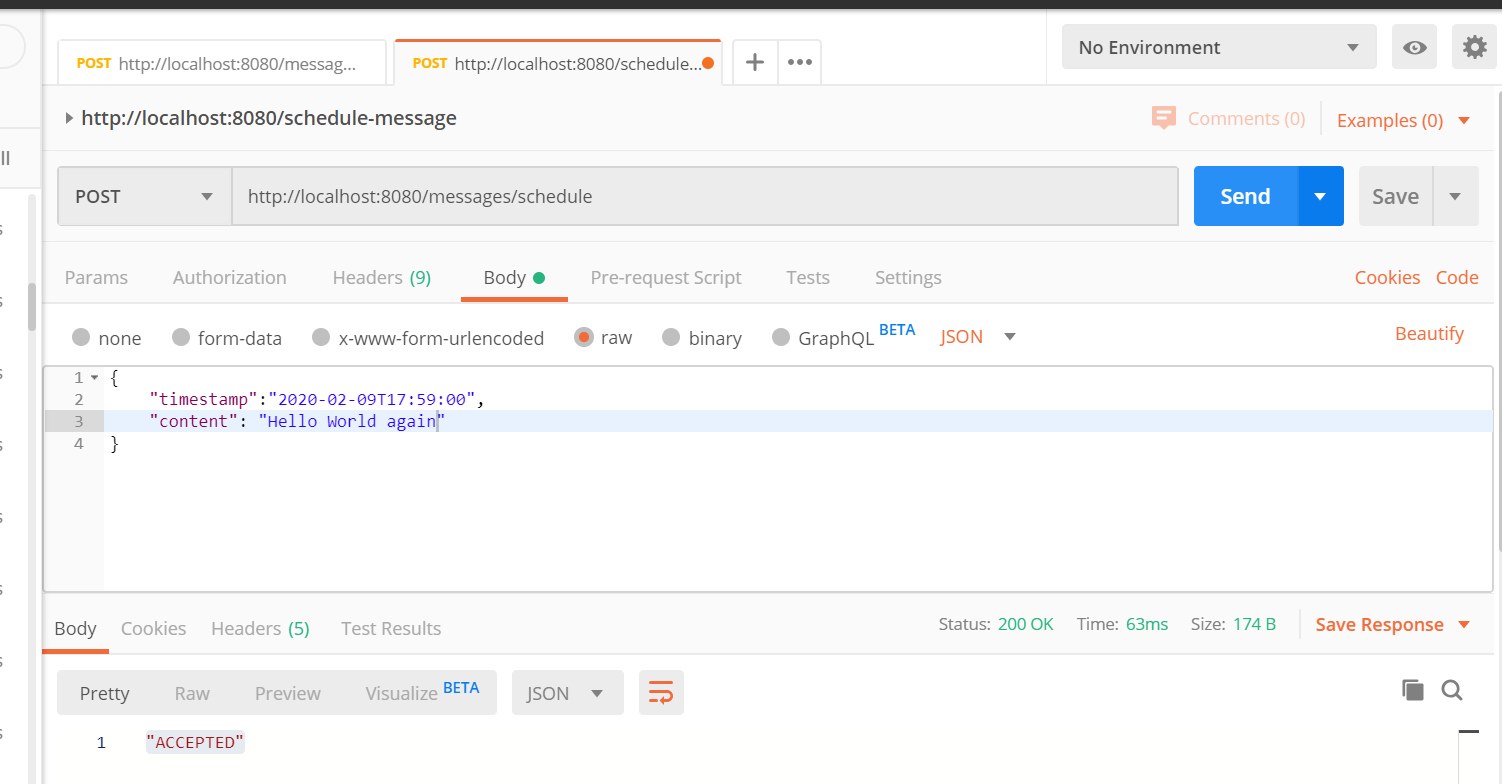 POST http://localhost:8080/messag...
POST http://localhost:8080/schedule...
No Environment
http://localhost:8080/schedule-message
Comments (0)
Examples (0)
POST
http://localhost:8080/messages/schedule
Send
Save
Params
Authorization
Headers (9)
Body
Pre-request Script
Tests
Settings
Cookies
Code
none
form-data
x-www-form-urlencoded
raw
binary
GraphQL BETA
JSON
Beautify
1 {
2 "timestamp":"2020-02-09T17:59:00",
3 "content": "Hello World again"
4 }
Body
Cookies
Headers (5)
Test Results
Status: 200 OK
Time: 63ms
Size: 174 B
Save Response
Pretty
Raw
Preview
Visualize BETA
JSON
1 "ACCEPTED"